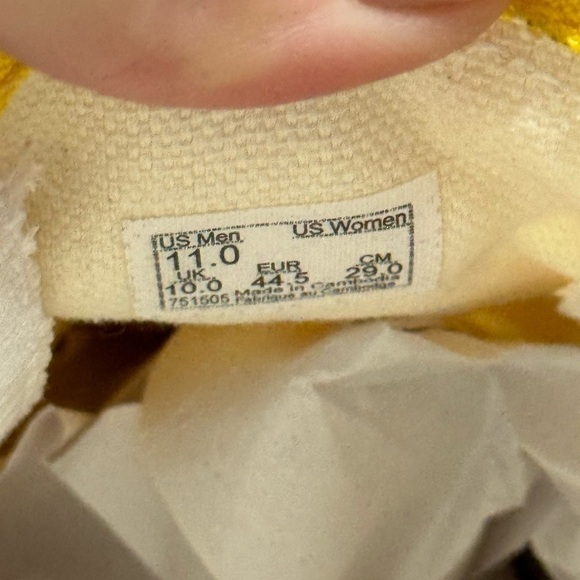 US Men US Women
11.0
UK EUR CM
10.0 44.5 29.0
751505 Made in Cambodia
Fabriqué au Cambodge